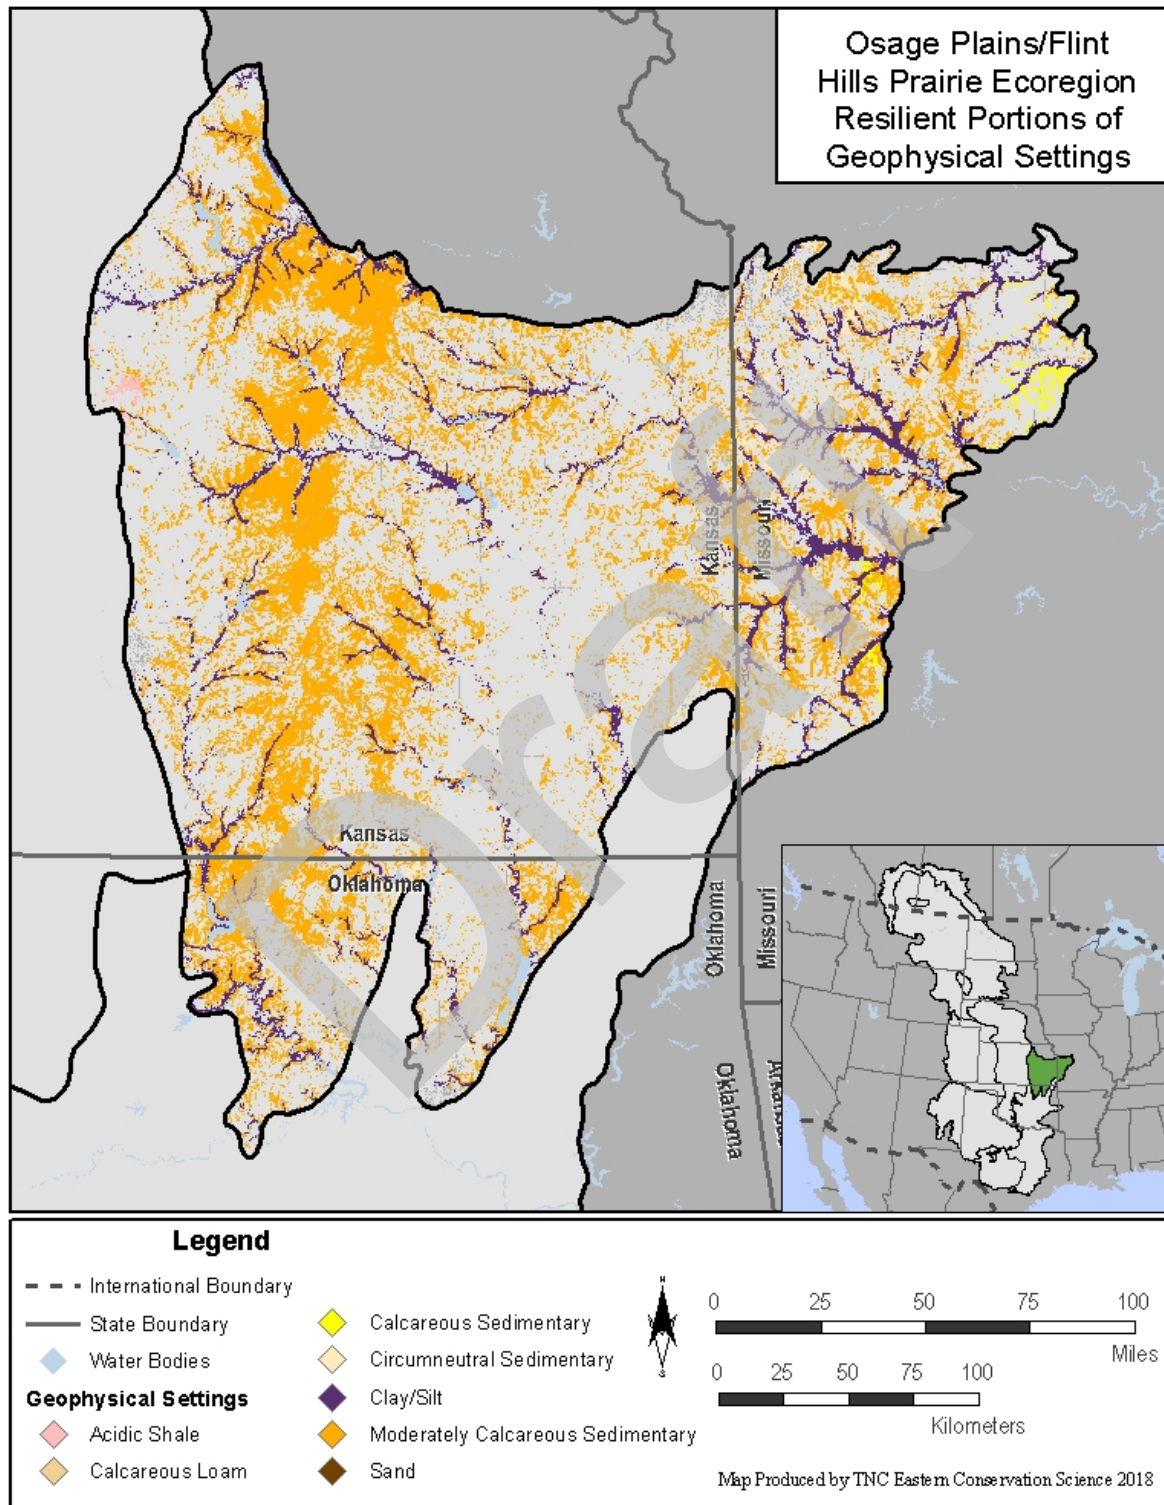 Osage Plains/Flint
Hills Prairie Ecoregion
Resilient Portions of
Geophysical Settings
Kansas
Missouri
Draft
Kansas
Oklahoma
Oklahoma
Missouri
Oklahoma
Legend
International Boundary
State Boundary
Water Bodies
Geophysical Settings
Acidic Shale
Calcareous Loam
Calcareous Sedimentary
Circumneutral Sedimentary
Clay/Silt
Moderately Calcareous Sedimentary
Sand
N
S
0 25 50 75 100
Miles
0 25 50 75 100
Kilometers
Map Produced by TNC Eastern Conservation Science 2018